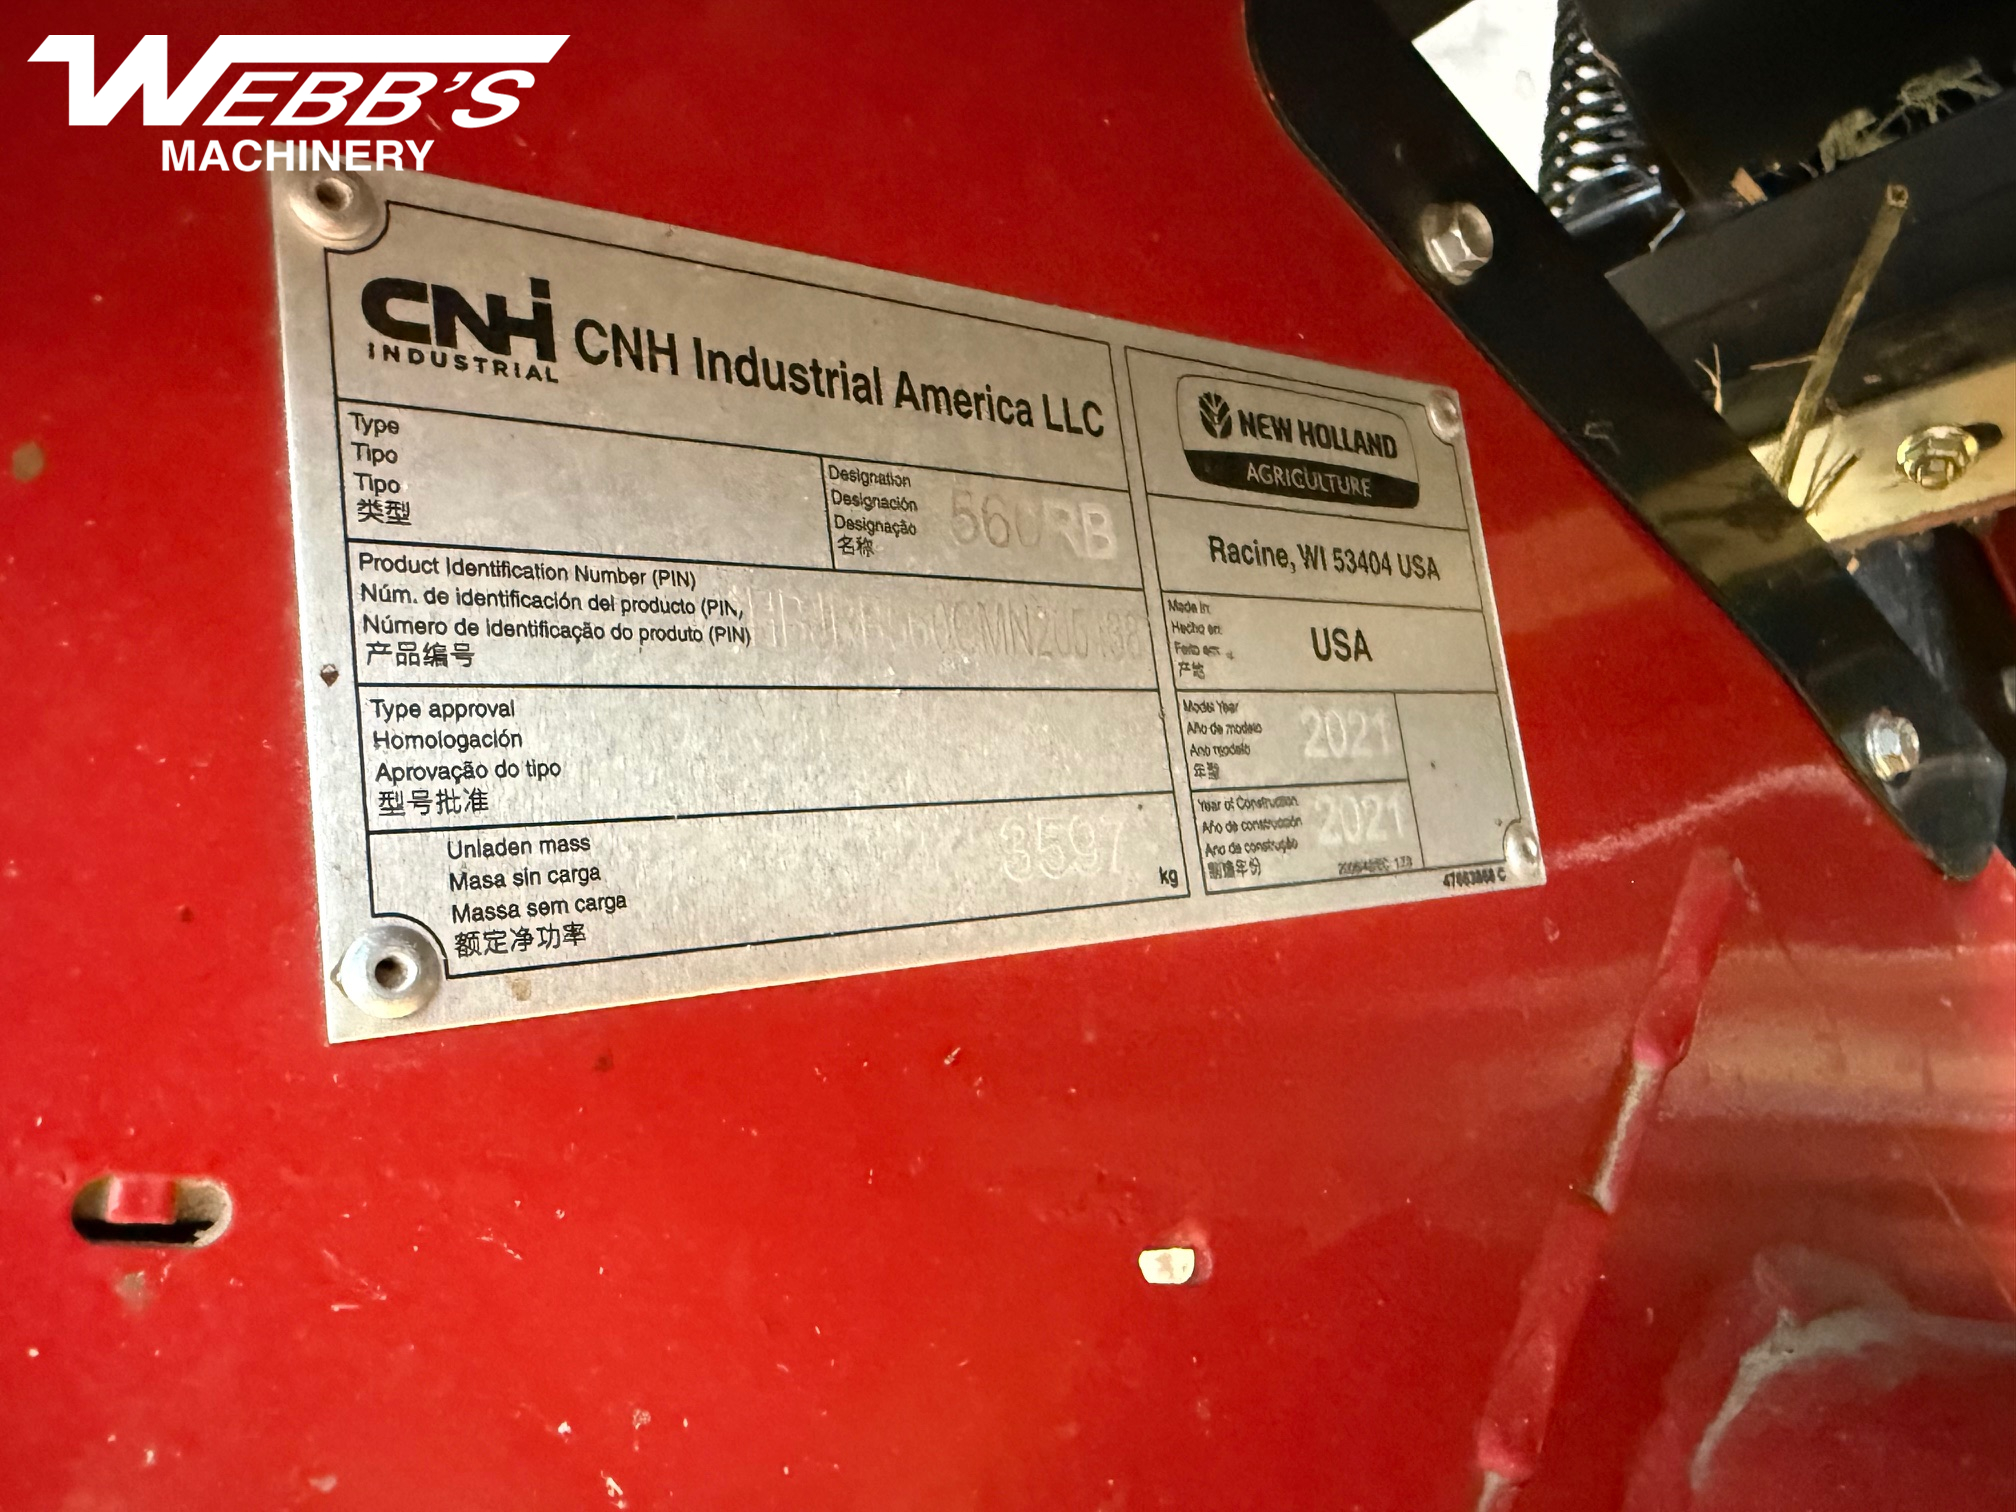 WEBB'S
MACHINERY
CNH
INDUSTRIAL
CNH Industrial America LLC
Type
Tipo
Tipo
类型
Designation
Designación
Designação
名称
560RB
Product Identification Number (PIN)
Núm. de identificación del producto (PIN,
Número de identificação do produto (PIN)
产品编号
Type approval
Homologación
Aprovação do tipo
型号批准
Unladen mass
Masa sin carga
Massa sem carga
额定净功率
3597
kg
NEW HOLLAND
AGRICULTURE
Racine, WI 53404 USA
Made in:
Hecho en:
USA
Model Year
Año de modelo
Ano modelo
年型
2021
Year of Construction
Año de construcción
Ano de construção
制造年份
2021